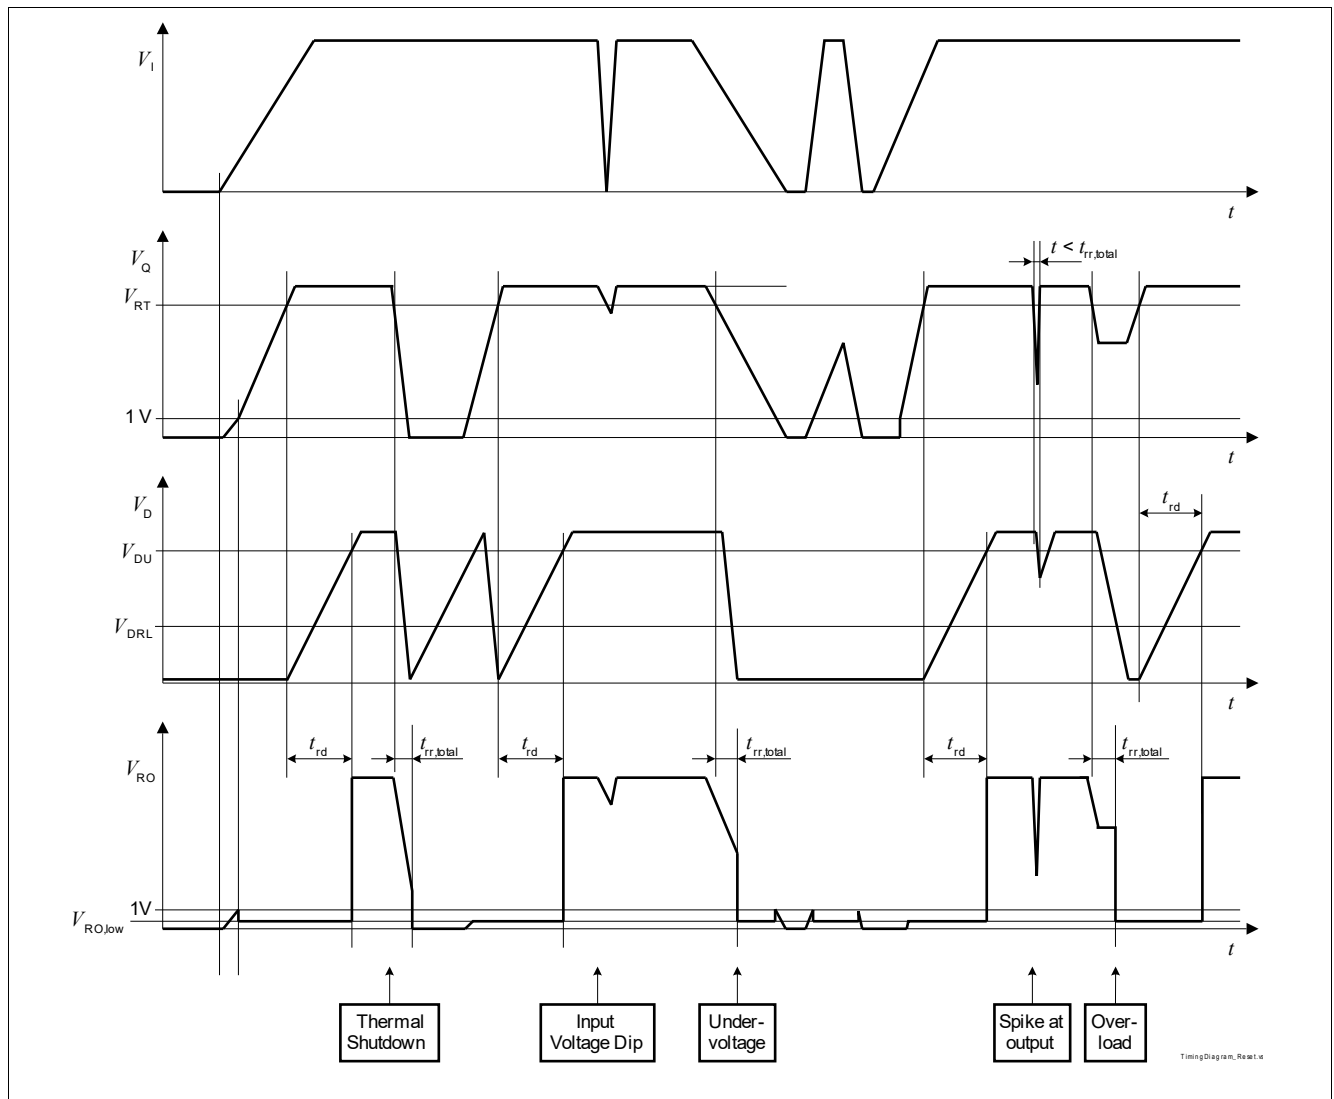 V_I
t
V_Q
t < t_rr,total
V_RT
1 V
t
V_D
t_rd
V_DU
V_DRL
t
t_rd
t_rr,total
t_rd
t_rr,total
t_rd
t_rr,total
V_RO
1V
V_RO,low
t
Thermal
Shutdown
Input
Voltage Dip
Under-
voltage
Spike at
output
Over-
load
TimingDiagram_Reset.vs